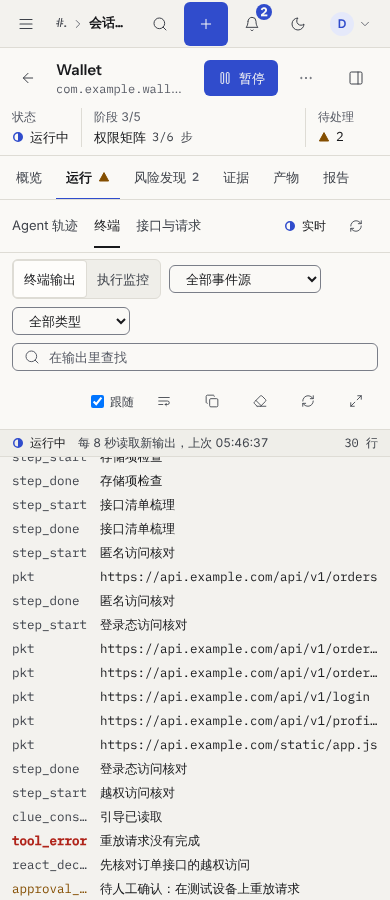 #. > 会话…
2
D
Wallet
com.example.wall…
暂停
状态
运行中
阶段 3/5
权限矩阵 3/6 步
待处理
2
概览 运行 风险发现 2 证据 产物 报告
Agent 轨迹 终端 接口与请求 实时
终端输出 执行监控 全部事件源
全部类型
在输出里查找
跟随
运行中 每 8 秒读取新输出，上次 05:46:37 30 行
step_start 存储项检查
step_done 存储项检查
step_start 接口清单梳理
step_done 接口清单梳理
step_start 匿名访问核对
pkt https://api.example.com/api/v1/orders
step_done 匿名访问核对
step_start 登录态访问核对
pkt https://api.example.com/api/v1/order…
pkt https://api.example.com/api/v1/order…
pkt https://api.example.com/api/v1/login
pkt https://api.example.com/api/v1/profi…
pkt https://api.example.com/static/app.js
step_done 登录态访问核对
step_start 越权访问核对
clue_cons… 引导已读取
tool_error 重放请求没有完成
react_dec… 先核对订单接口的越权访问
approval_… 待人工确认：在测试设备上重放请求